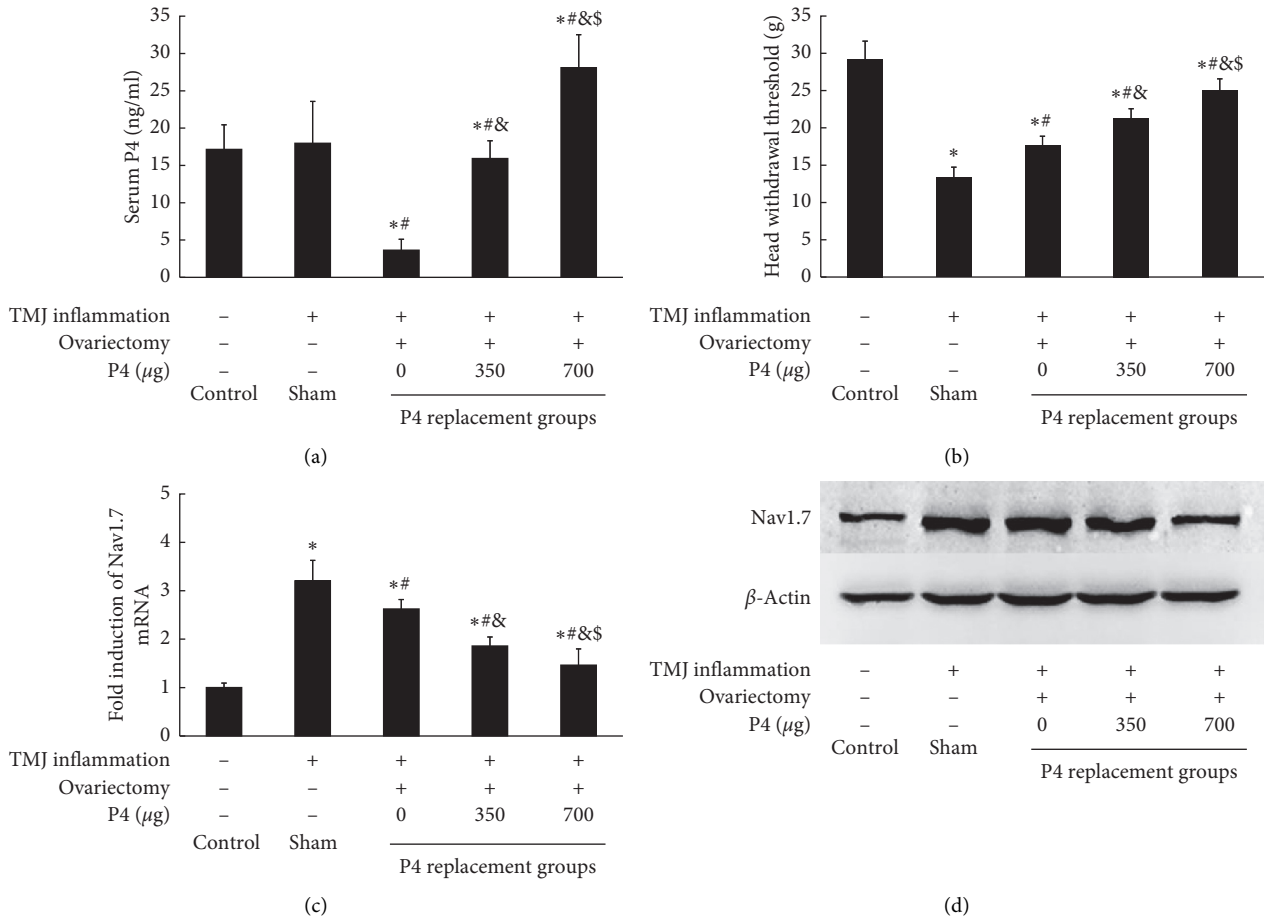 35
30
25
20
15
10
5
0
Serum P4 (ng/ml)
*#
*#&
*#&$
TMJ inflammation – + + + +
Ovariectomy – – + + +
P4 (μg) – – 0 350 700
Control Sham
P4 replacement groups
(a)
35
30
25
20
15
10
5
0
Head withdrawal threshold (g)
*
*#
*#&
*#&$
TMJ inflammation – + + + +
Ovariectomy – – + + +
P4 (μg) – – 0 350 700
Control Sham
P4 replacement groups
(b)
5
4
3
2
1
0
Fold induction of Nav1.7
mRNA
*
*#
*#&
*#&$
TMJ inflammation – + + + +
Ovariectomy – – + + +
P4 (μg) – – 0 350 700
Control Sham
P4 replacement groups
(c)
Nav1.7
β-Actin
TMJ inflammation – + + + +
Ovariectomy – – + + +
P4 (μg) – – 0 350 700
Control Sham
P4 replacement groups
(d)